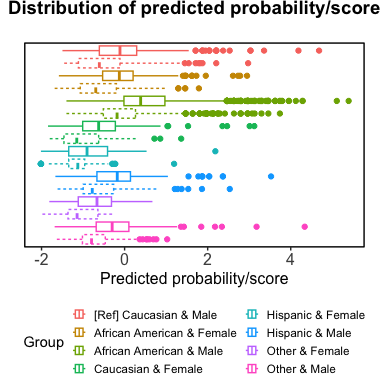 Distribution of predicted probability/score
-2 0 2 4
Predicted probability/score
Group
[Ref] Caucasian & Male
African American & Female
African American & Male
Caucasian & Female
Hispanic & Female
Hispanic & Male
Other & Female
Other & Male